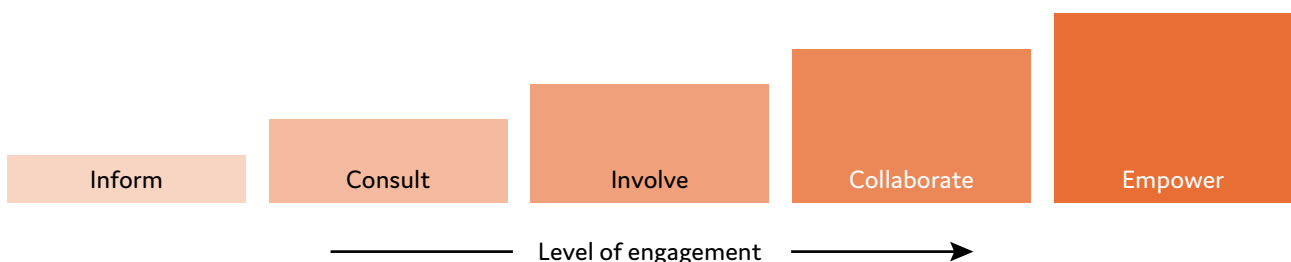 Inform
Consult
Involve
Collaborate
Empower
Level of engagement